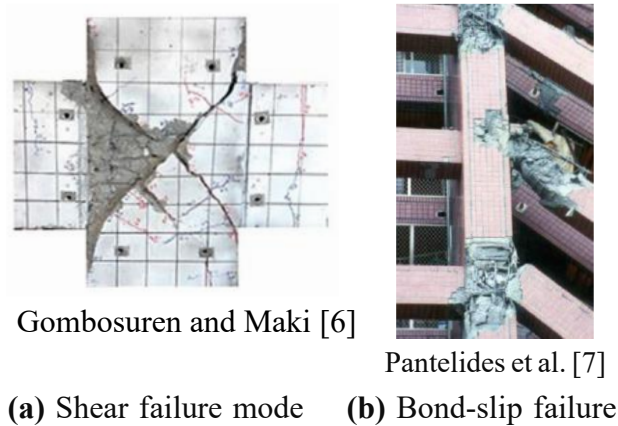 Gombosuren and Maki [6]
Pantelides et al. [7]
(a) Shear failure mode (b) Bond-slip failure